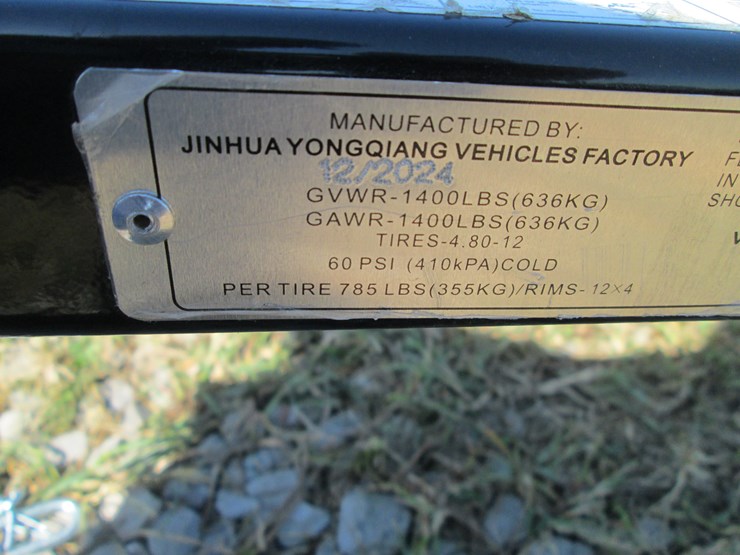 MANUFACTURED BY:
JINHUA YONGQIANG VEHICLES FACTORY
12/2024
GVWR-1400LBS(636KG)
GAWR-1400LBS(636KG)
TIRES-4.80-12
60 PSI (410kPA)COLD
PER TIRE 785 LBS(355KG)/RIMS- 12×4
IN